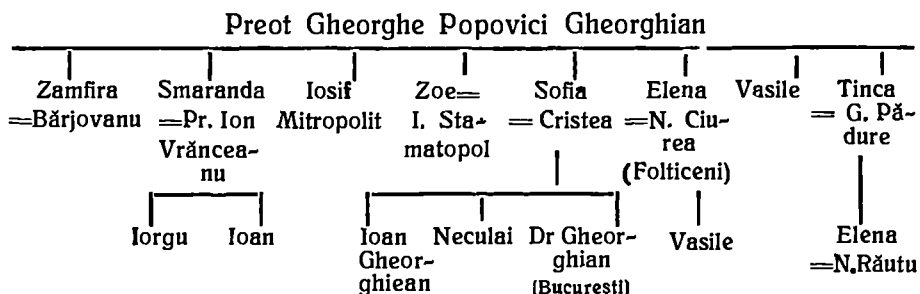 Preot Gheorghe Popovici Gheorghian
Zamfira Smaranda Iosif Zoe= Sofia Elena Vasile Tinca
=Bărjovanu =Pr. Ion Mitropolit I. Sta- = Cristea =N. Ciu- = G. Pă-
Vrăncea- matopol rea dure
nu (Folticeni)
Iorgu Ioan Ioan Neculai Dr Gheor- Vasile Elena
Gheor- ghian =N.Răutu
ghiean (Bucuresti)